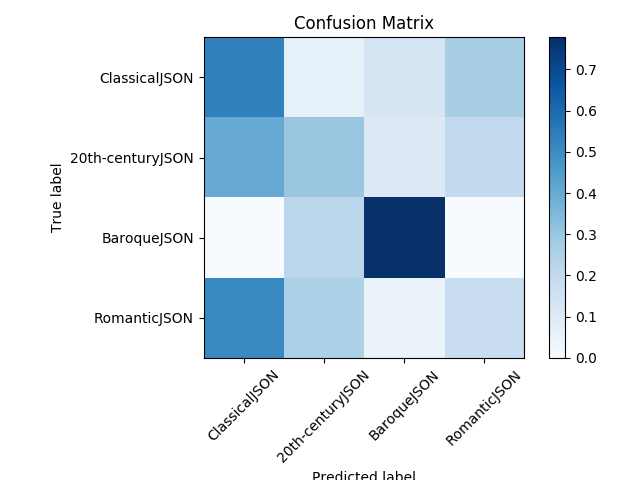 Confusion Matrix
True label
ClassicalJSON
20th-centuryJSON
BaroqueJSON
RomanticJSON
ClassicalJSON
20th-centuryJSON
BaroqueJSON
RomanticJSON
Predicted label
0.7
0.6
0.5
0.4
0.3
0.2
0.1
0.0